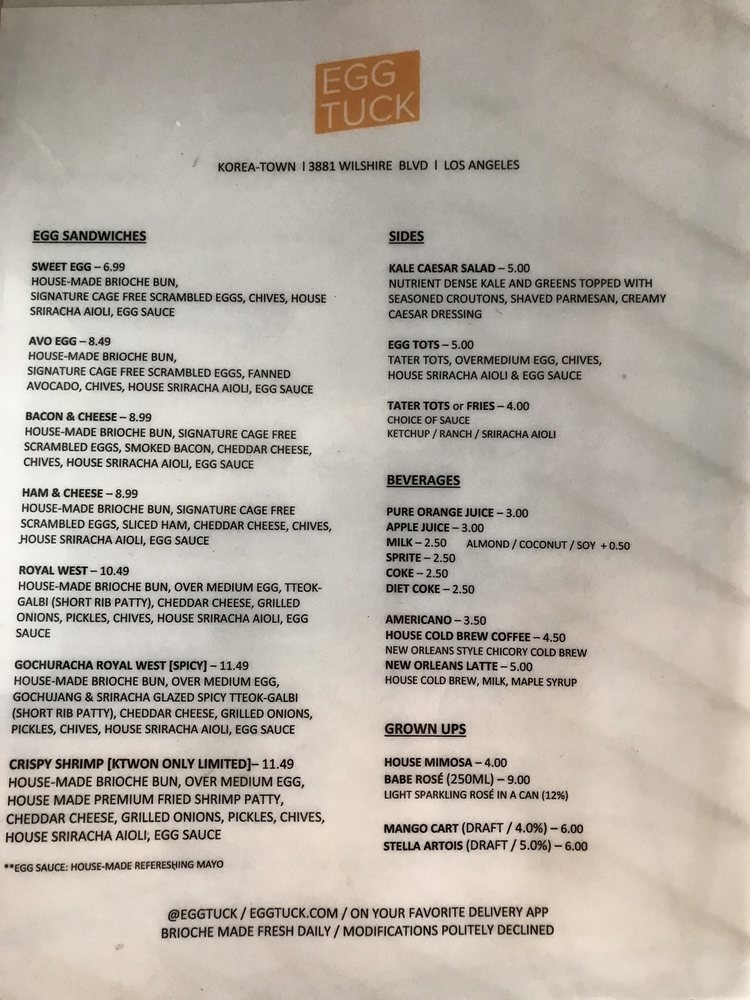 EGG
TUCK
KOREA-TOWN | 3881 WILSHIRE BLVD | LOS ANGELES
EGG SANDWICHES
SWEET EGG – 6.99
HOUSE-MADE BRIOCHE BUN,
SIGNATURE CAGE FREE SCRAMBLED EGGS, CHIVES, HOUSE
SRIRACHA AIOLI, EGG SAUCE
AVO EGG – 8.49
HOUSE-MADE BRIOCHE BUN,
SIGNATURE CAGE FREE SCRAMBLED EGGS, FANNED
AVOCADO, CHIVES, HOUSE SRIRACHA AIOLI, EGG SAUCE
BACON & CHEESE – 8.99
HOUSE-MADE BRIOCHE BUN, SIGNATURE CAGE FREE
SCRAMBLED EGGS, SMOKED BACON, CHEDDAR CHEESE,
CHIVES, HOUSE SRIRACHA AIOLI, EGG SAUCE
HAM & CHEESE – 8.99
HOUSE-MADE BRIOCHE BUN, SIGNATURE CAGE FREE
SCRAMBLED EGGS, SLICED HAM, CHEDDAR CHEESE, CHIVES,
HOUSE SRIRACHA AIOLI, EGG SAUCE
ROYAL WEST – 10.49
HOUSE-MADE BRIOCHE BUN, OVER MEDIUM EGG, TTEOK-
GALBI (SHORT RIB PATTY), CHEDDAR CHEESE, GRILLED
ONIONS, PICKLES, CHIVES, HOUSE SRIRACHA AIOLI, EGG
SAUCE
GOCHURACHA ROYAL WEST [SPICY] – 11.49
HOUSE-MADE BRIOCHE BUN, OVER MEDIUM EGG,
GOCHUJANG & SRIRACHA GLAZED SPICY TTEOK-GALBI
(SHORT RIB PATTY), CHEDDAR CHEESE, GRILLED ONIONS,
PICKLES, CHIVES, HOUSE SRIRACHA AIOLI, EGG SAUCE
CRISPY SHRIMP [KTWON ONLY LIMITED]– 11.49
HOUSE-MADE BRIOCHE BUN, OVER MEDIUM EGG,
HOUSE MADE PREMIUM FRIED SHRIMP PATTY,
CHEDDAR CHEESE, GRILLED ONIONS, PICKLES, CHIVES,
HOUSE SRIRACHA AIOLI, EGG SAUCE
**EGG SAUCE: HOUSE-MADE REFERESHING MAYO
SIDES
KALE CAESAR SALAD – 5.00
NUTRIENT DENSE KALE AND GREENS TOPPED WITH
SEASONED CROUTONS, SHAVED PARMESAN, CREAMY
CAESAR DRESSING
EGG TOTS – 5.00
TATER TOTS, OVERMEDIUM EGG, CHIVES,
HOUSE SRIRACHA AIOLI & EGG SAUCE
TATER TOTS or FRIES – 4.00
CHOICE OF SAUCE
KETCHUP / RANCH / SRIRACHA AIOLI
BEVERAGES
PURE ORANGE JUICE – 3.00
APPLE JUICE – 3.00
MILK – 2.50 ALMOND / COCONUT / SOY + 0.50
SPRITE – 2.50
COKE – 2.50
DIET COKE – 2.50
AMERICANO – 3.50
HOUSE COLD BREW COFFEE – 4.50
NEW ORLEANS STYLE CHICORY COLD BREW
NEW ORLEANS LATTE – 5.00
HOUSE COLD BREW, MILK, MAPLE SYRUP
GROWN UPS
HOUSE MIMOSA – 4.00
BABE ROSÉ (250ML) – 9.00
LIGHT SPARKLING ROSÉ IN A CAN (12%)
MANGO CART (DRAFT / 4.0%) – 6.00
STELLA ARTOIS (DRAFT / 5.0%) – 6.00
@EGGTUCK / EGGTUCK.COM / ON YOUR FAVORITE DELIVERY APP
BRIOCHE MADE FRESH DAILY / MODIFICATIONS POLITELY DECLINED